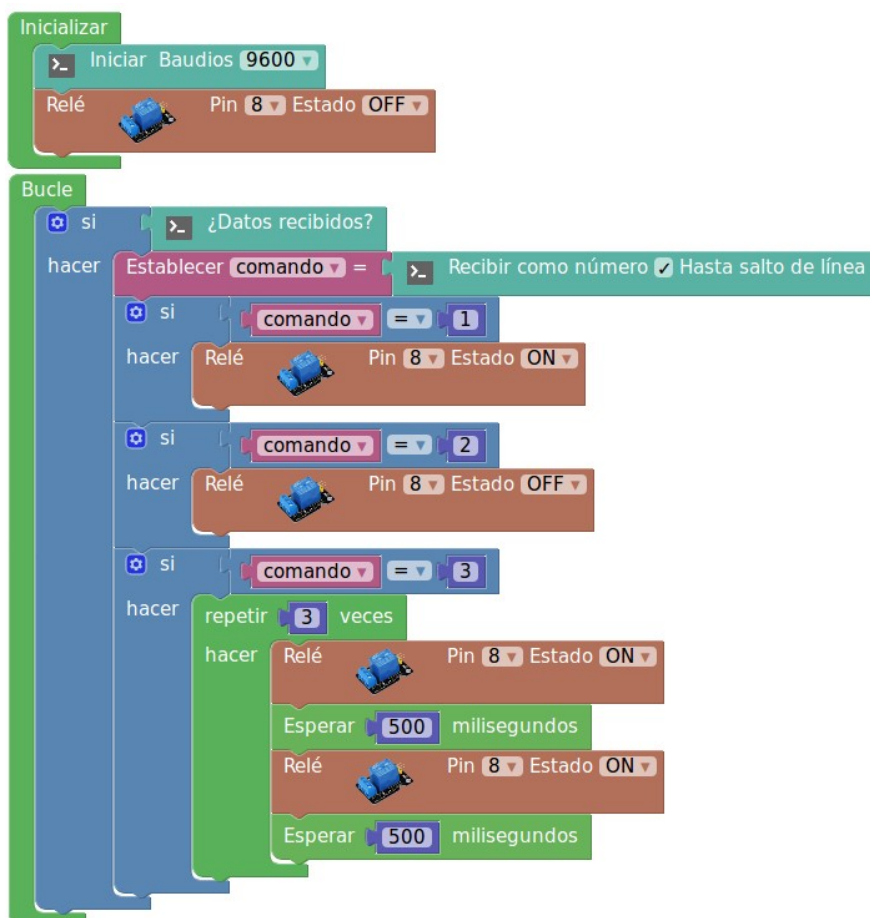 Inicializar
Iniciar Baudios 9600
Relé Pin 8 Estado OFF
Bucle
si ¿Datos recibidos?
hacer Establecer comando = Recibir como número Hasta salto de línea
si comando = 1
hacer Relé Pin 8 Estado ON
si comando = 2
hacer Relé Pin 8 Estado OFF
si comando = 3
hacer repetir 3 veces
hacer Relé Pin 8 Estado ON
Esperar 500 milisegundos
Relé Pin 8 Estado ON
Esperar 500 milisegundos